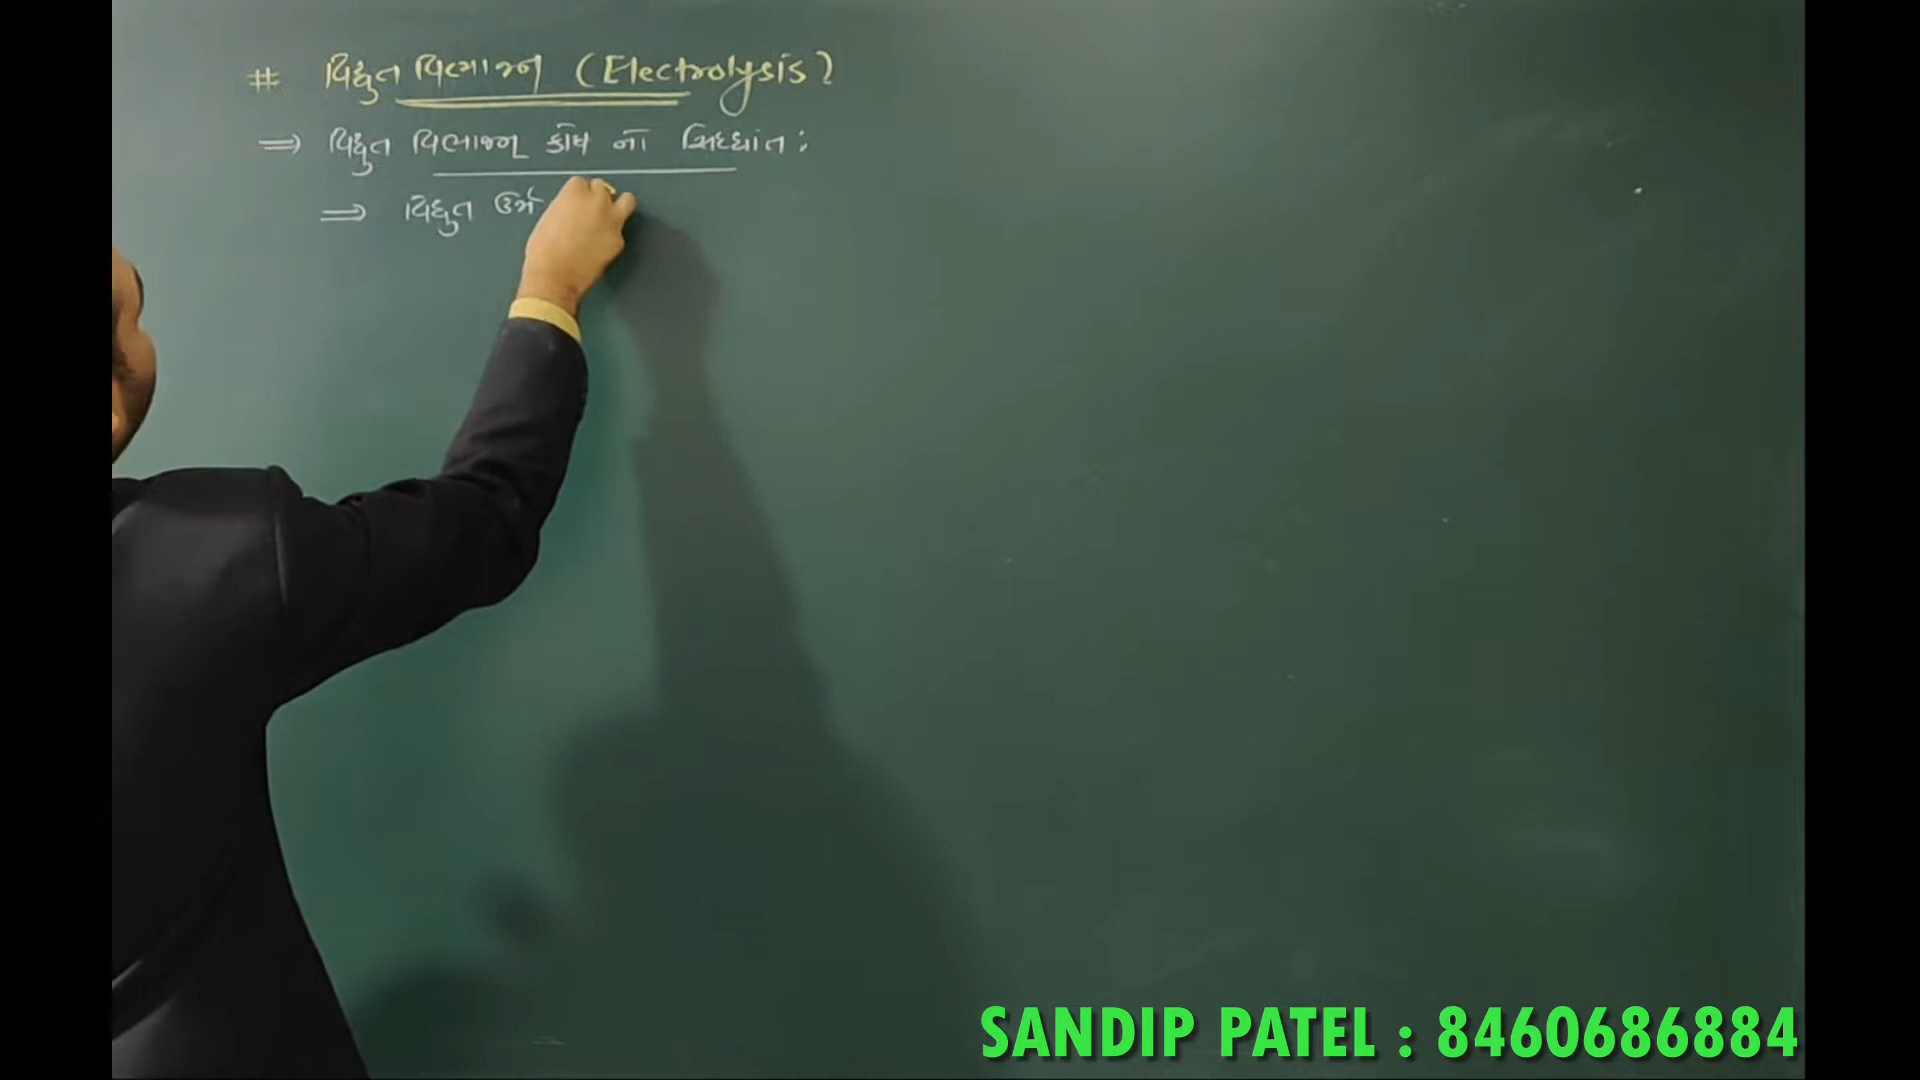 # વિદ્યુત વિભાજન (Electrolysis)
⇒ વિદ્યુત વિભાજન કોષ નો સિધ્ધાંત :
⇒ વિદ્યુત ઉર્જ
SANDIP PATEL : 8460686884